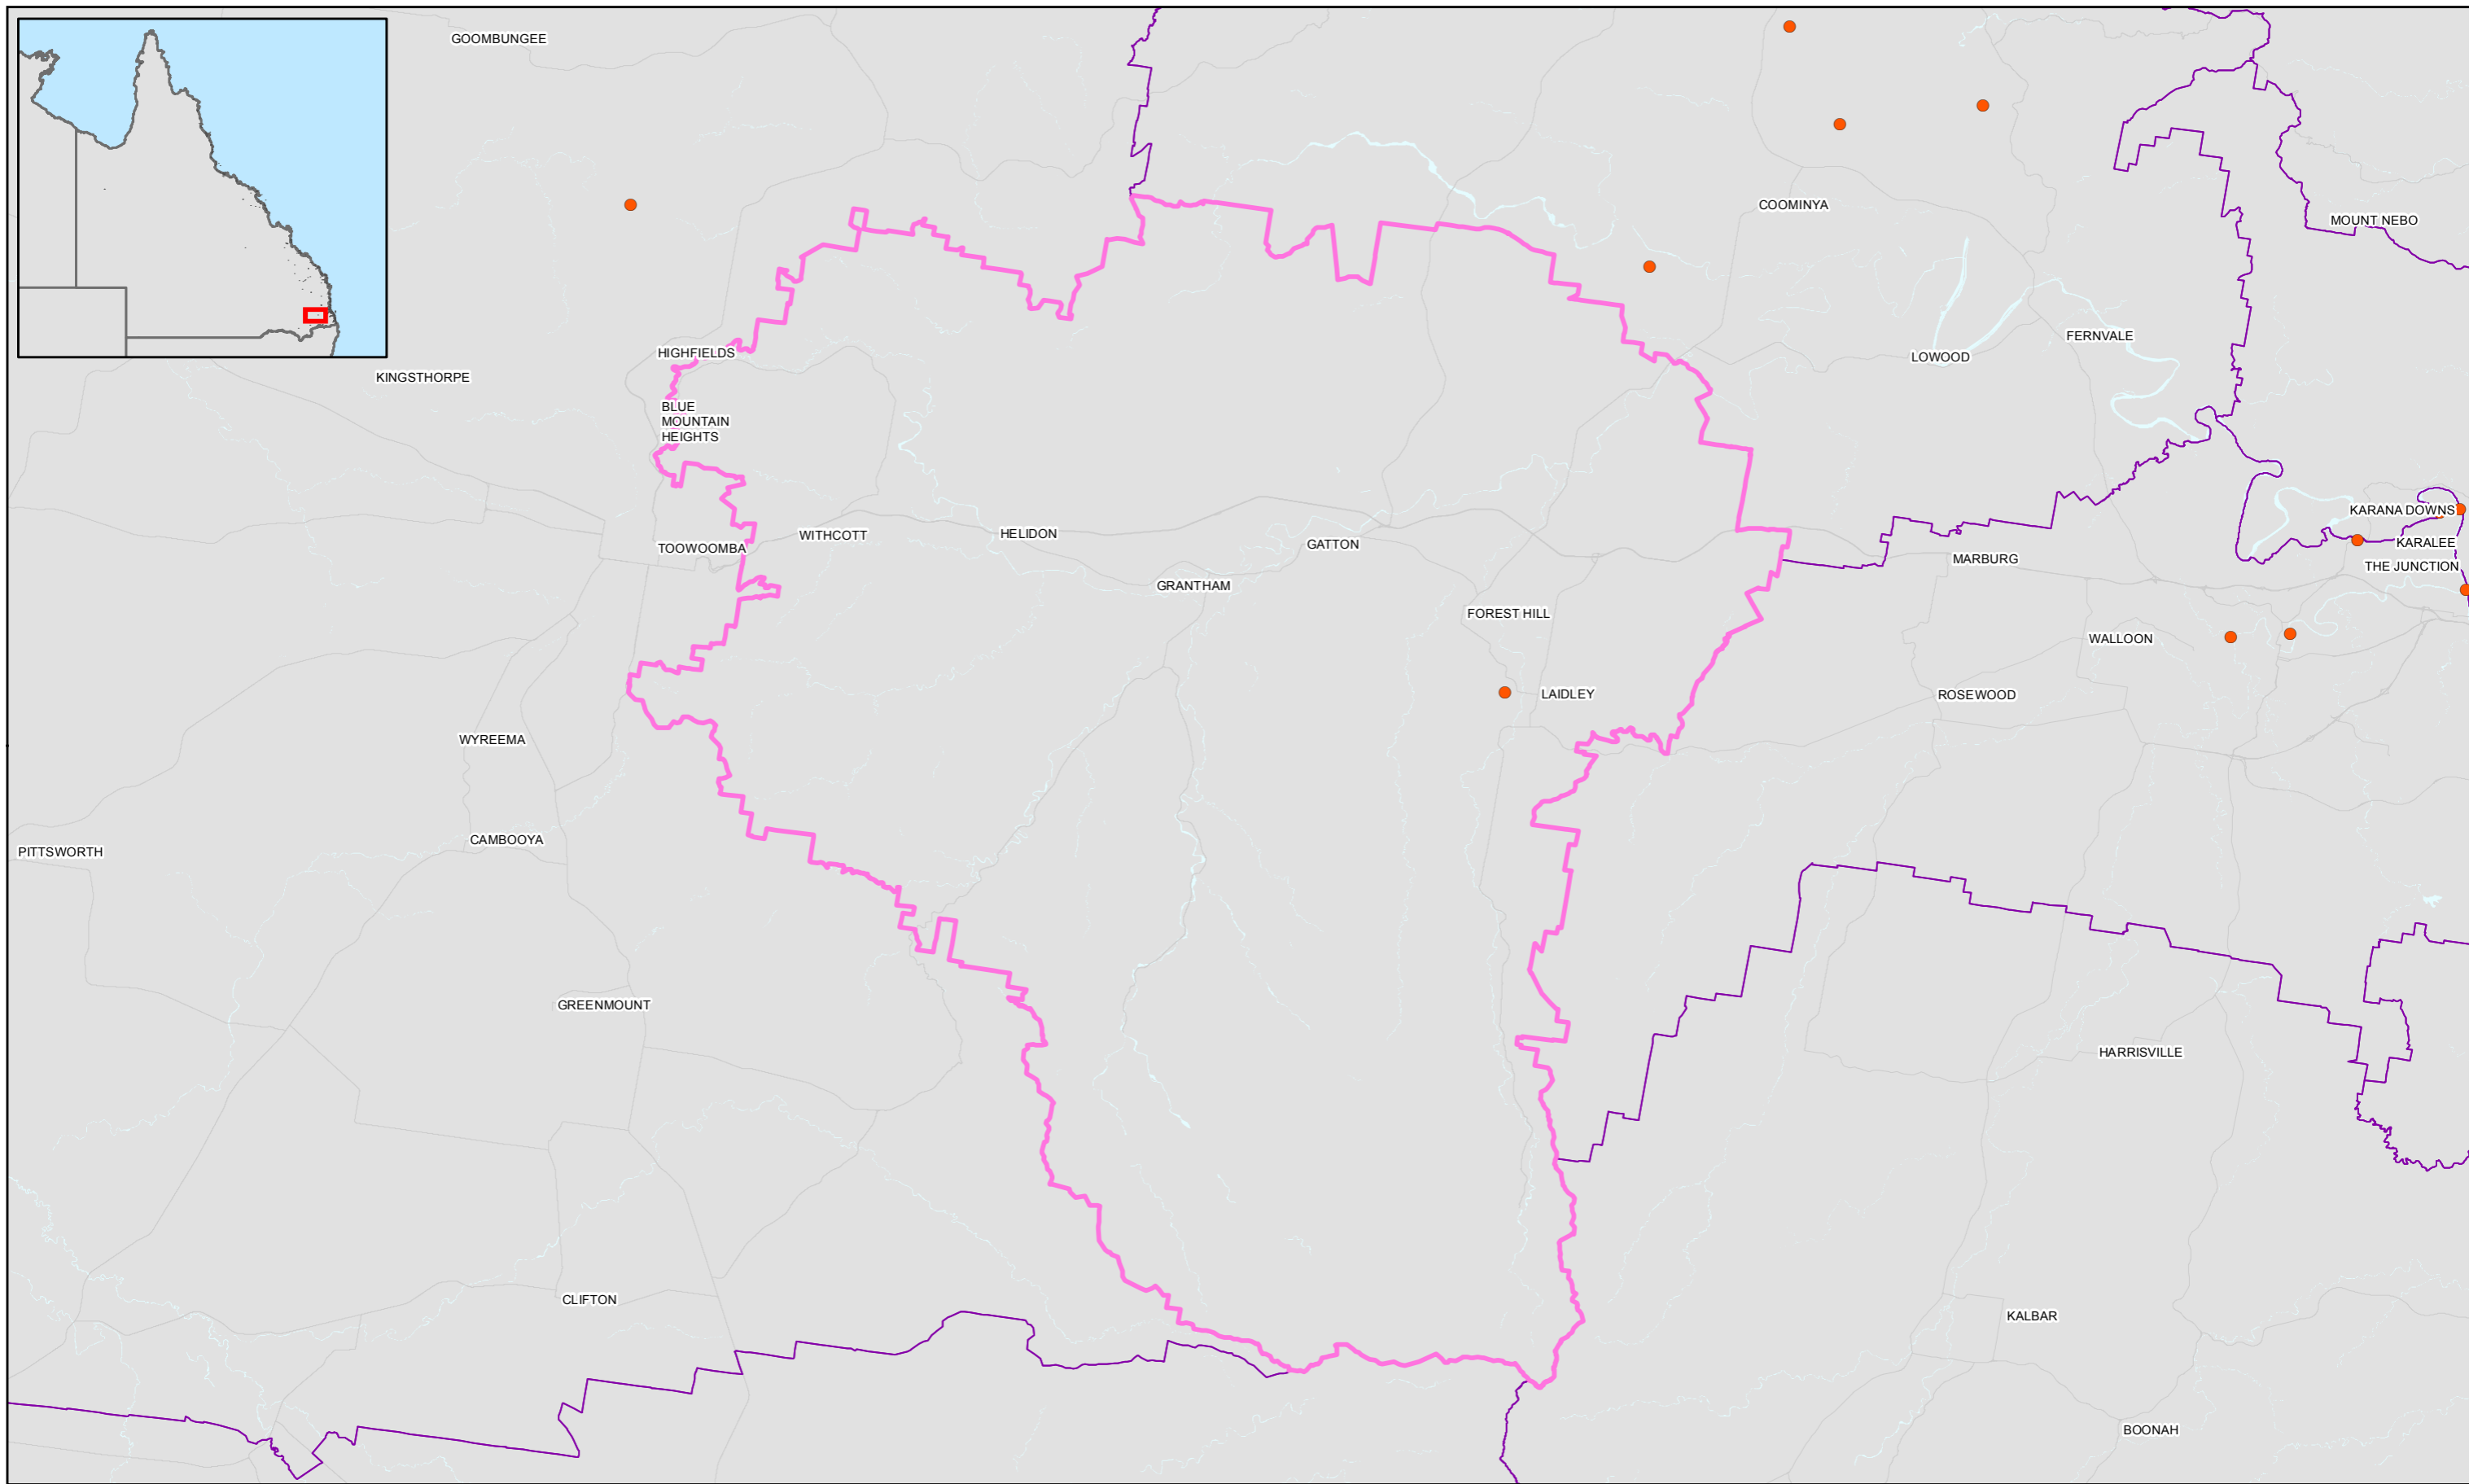 GOOMBUNGEE
COOMINYA
MOUNT NEBO
FERNVALE
HIGHFIELDS
LOWOOD
KINGSTHORPE
BLUE
MOUNTAIN
HEIGHTS
KARANA DOWNS
WITHCOTT
HELIDON
TOOWOOMBA
GATTON
KARALEE
MARBURG
THE JUNCTION
GRANTHAM
FOREST HILL
WALLOON
LAIDLEY
ROSEWOOD
WYREEMA
CAMBOOYA
PITTSWORTH
GREENMOUNT
HARRISVILLE
CLIFTON
KALBAR
BOONAH